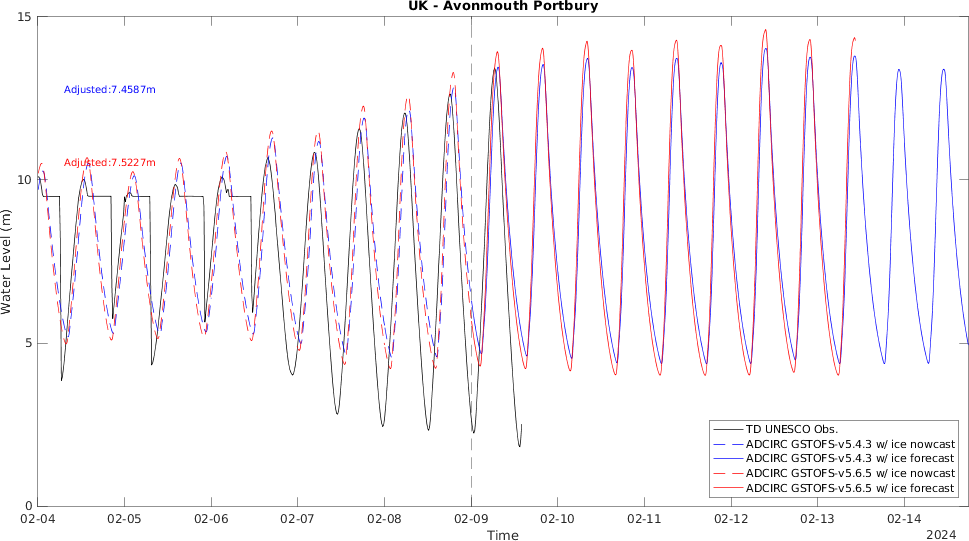 UK - Avonmouth Portbury
15
Adjusted:7.4587m
Adjusted:7.5227m
10
Water Level (m)
5
0
TD UNESCO Obs.
ADCIRC GSTOFS-v5.4.3 w/ ice nowcast
ADCIRC GSTOFS-v5.4.3 w/ ice forecast
ADCIRC GSTOFS-v5.6.5 w/ ice nowcast
ADCIRC GSTOFS-v5.6.5 w/ ice forecast
02-04 02-05 02-06 02-07 02-08 02-09 02-10 02-11 02-12 02-13 02-14
Time
2024